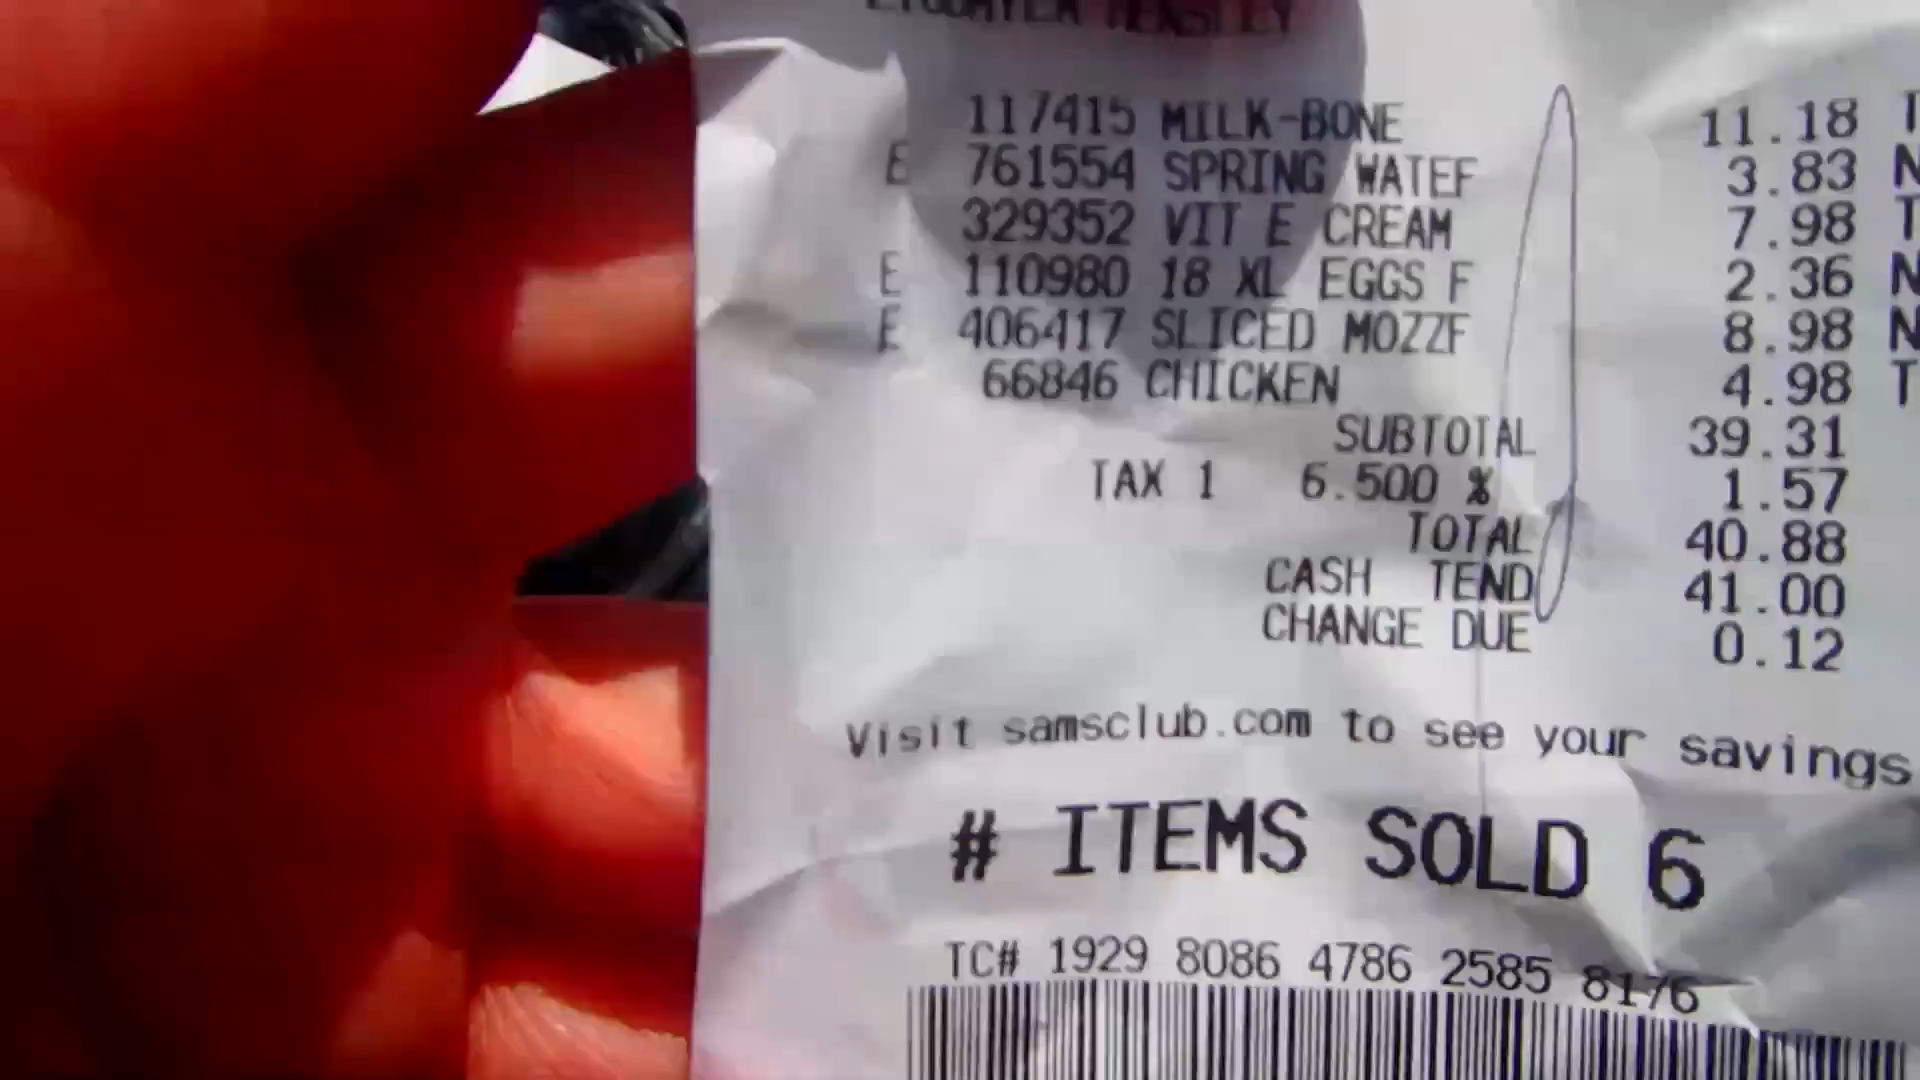 HENSLEY
117415 MILK-BONE 11.18 T
E 761554 SPRING WATEF 3.83 N
329352 VIT E CREAM 7.98 T
E 110980 18 XL EGGS F 2.36 N
E 406417 SLICED MOZZF 8.98 N
66846 CHICKEN 4.98 T
SUBTOTAL 39.31
TAX 1 6.500 % 1.57
TOTAL 40.88
CASH TEND 41.00
CHANGE DUE 0.12
Visit samsclub.com to see your savings
# ITEMS SOLD 6
TC# 1929 8086 4786 2585 8176